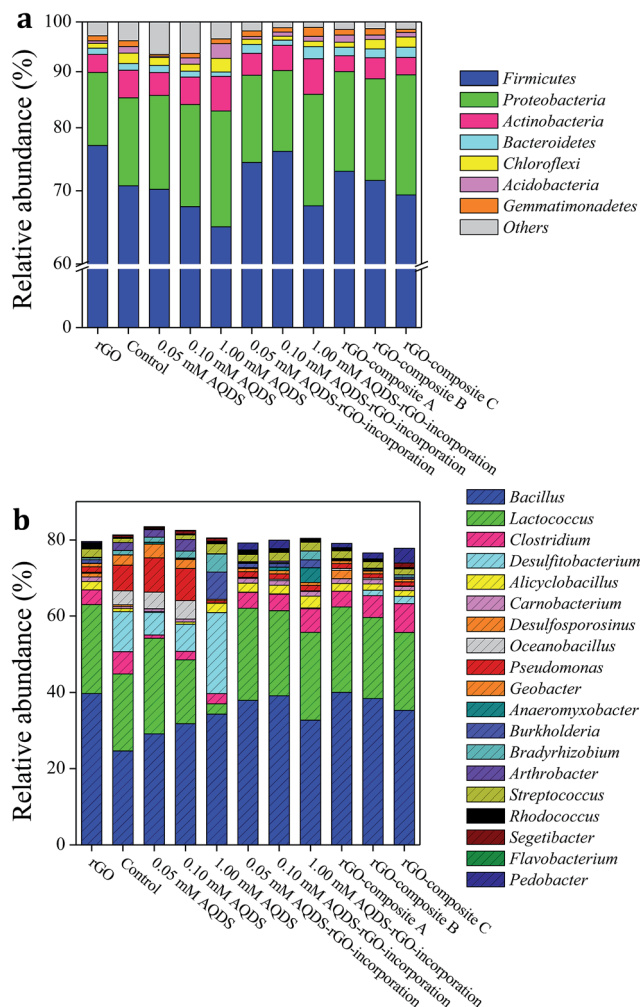 a
Relative abundance (%)
100
90
80
70
60
0
rGO
Control
0.05 mM AQDS
0.10 mM AQDS
1.00 mM AQDS
0.05 mM AQDS-rGO-incorporation
0.10 mM AQDS-rGO-incorporation
1.00 mM AQDS-rGO-incorporation
rGO-composite A
rGO-composite B
rGO-composite C
Firmicutes
Proteobacteria
Actinobacteria
Bacteroidetes
Chloroflexi
Acidobacteria
Gemmatimonadetes
Others
b
Relative abundance (%)
80
60
40
20
0
rGO
Control
0.05 mM AQDS
0.10 mM AQDS
1.00 mM AQDS
0.05 mM AQDS-rGO-incorporation
0.10 mM AQDS-rGO-incorporation
1.00 mM AQDS-rGO-incorporation
rGO-composite A
rGO-composite B
rGO-composite C
Bacillus
Lactococcus
Clostridium
Desulfitobacterium
Alicyclobacillus
Carnobacterium
Desulfosporosinus
Oceanobacillus
Pseudomonas
Geobacter
Anaeromyxobacter
Burkholderia
Bradyrhizobium
Arthrobacter
Streptococcus
Rhodococcus
Segetibacter
Flavobacterium
Pedobacter